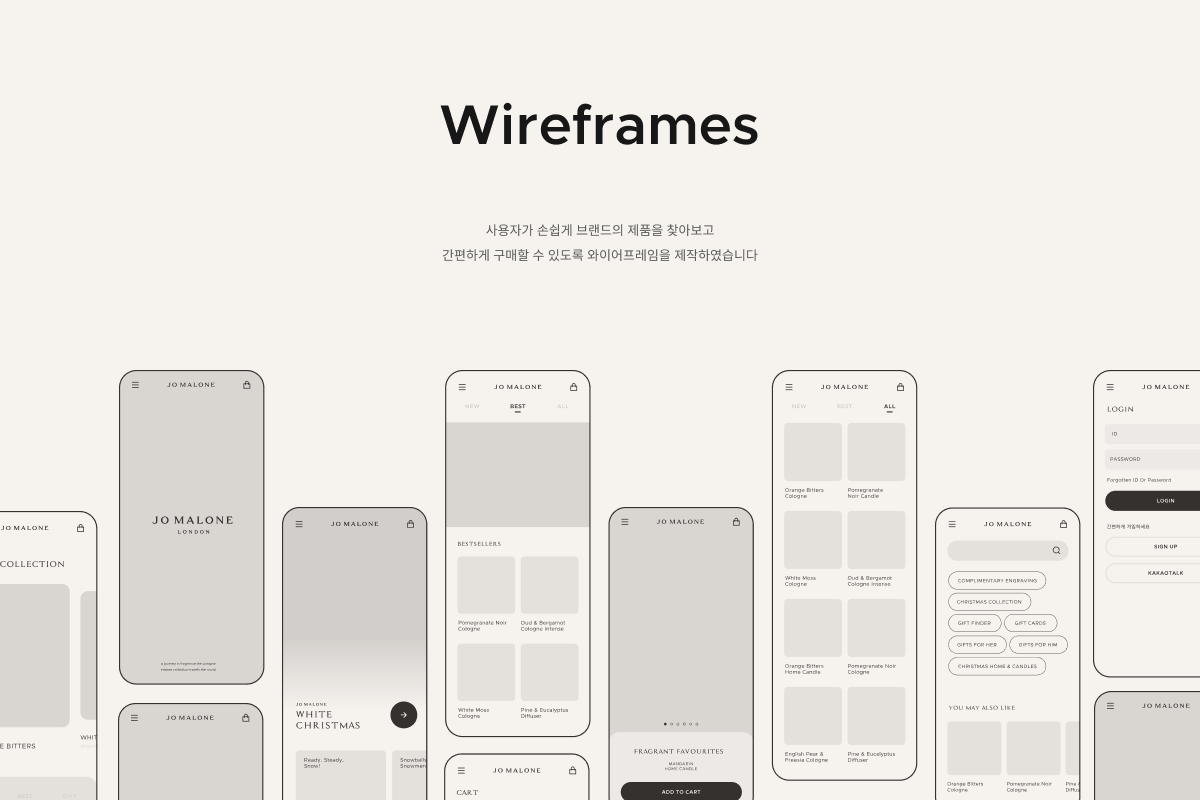 Wireframes
사용자가 손쉽게 브랜드의 제품을 찾아보고
간편하게 구매할 수 있도록 와이어프레임을 제작하였습니다
JO MALONE
COLLECTION
E BITTERS
WHIT
BEST
GIFT
JO MALONE
JO MALONE
LONDON
JO MALONE
JO MALONE
JO MALONE
WHITE
CHRISTMAS
Ready, Steady,
Snow!
Snowball
Snowmen
JO MALONE
NEW
BEST
ALL
BESTSELLERS
Pomegranate Noir
Cologne
Oud & Bergamot
Cologne Intense
White Moss
Cologne
Pine & Eucalyptus
Diffuser
JO MALONE
CART
JO MALONE
FRAGRANT FAVOURITES
MANDARIN
HOME CANDLE
ADD TO CART
JO MALONE
NEW
BEST
ALL
Orange Bitters
Cologne
Pomegranate
Noir Candle
White Moss
Cologne
Oud & Bergamot
Cologne Intense
Orange Bitters
Home Candle
Pomegranate Noir
Cologne
English Pear &
Freesia Cologne
Pine & Eucalyptus
Diffuser
JO MALONE
COMPLIMENTARY ENGRAVING
CHRISTMAS COLLECTION
GIFT FINDER
GIFT CARDS
GIFTS FOR HER
GIFTS FOR HIM
CHRISTMAS HOME & CANDLES
YOU MAY ALSO LIKE
Orange Bitters
Cologne
Pomegranate Noir
Cologne
Pine
Diffus
JO MALONE
LOGIN
ID
PASSWORD
Forgotten ID Or Password
LOGIN
간편하게 가입하세요
SIGN UP
KAKAOTALK
JO MALONE